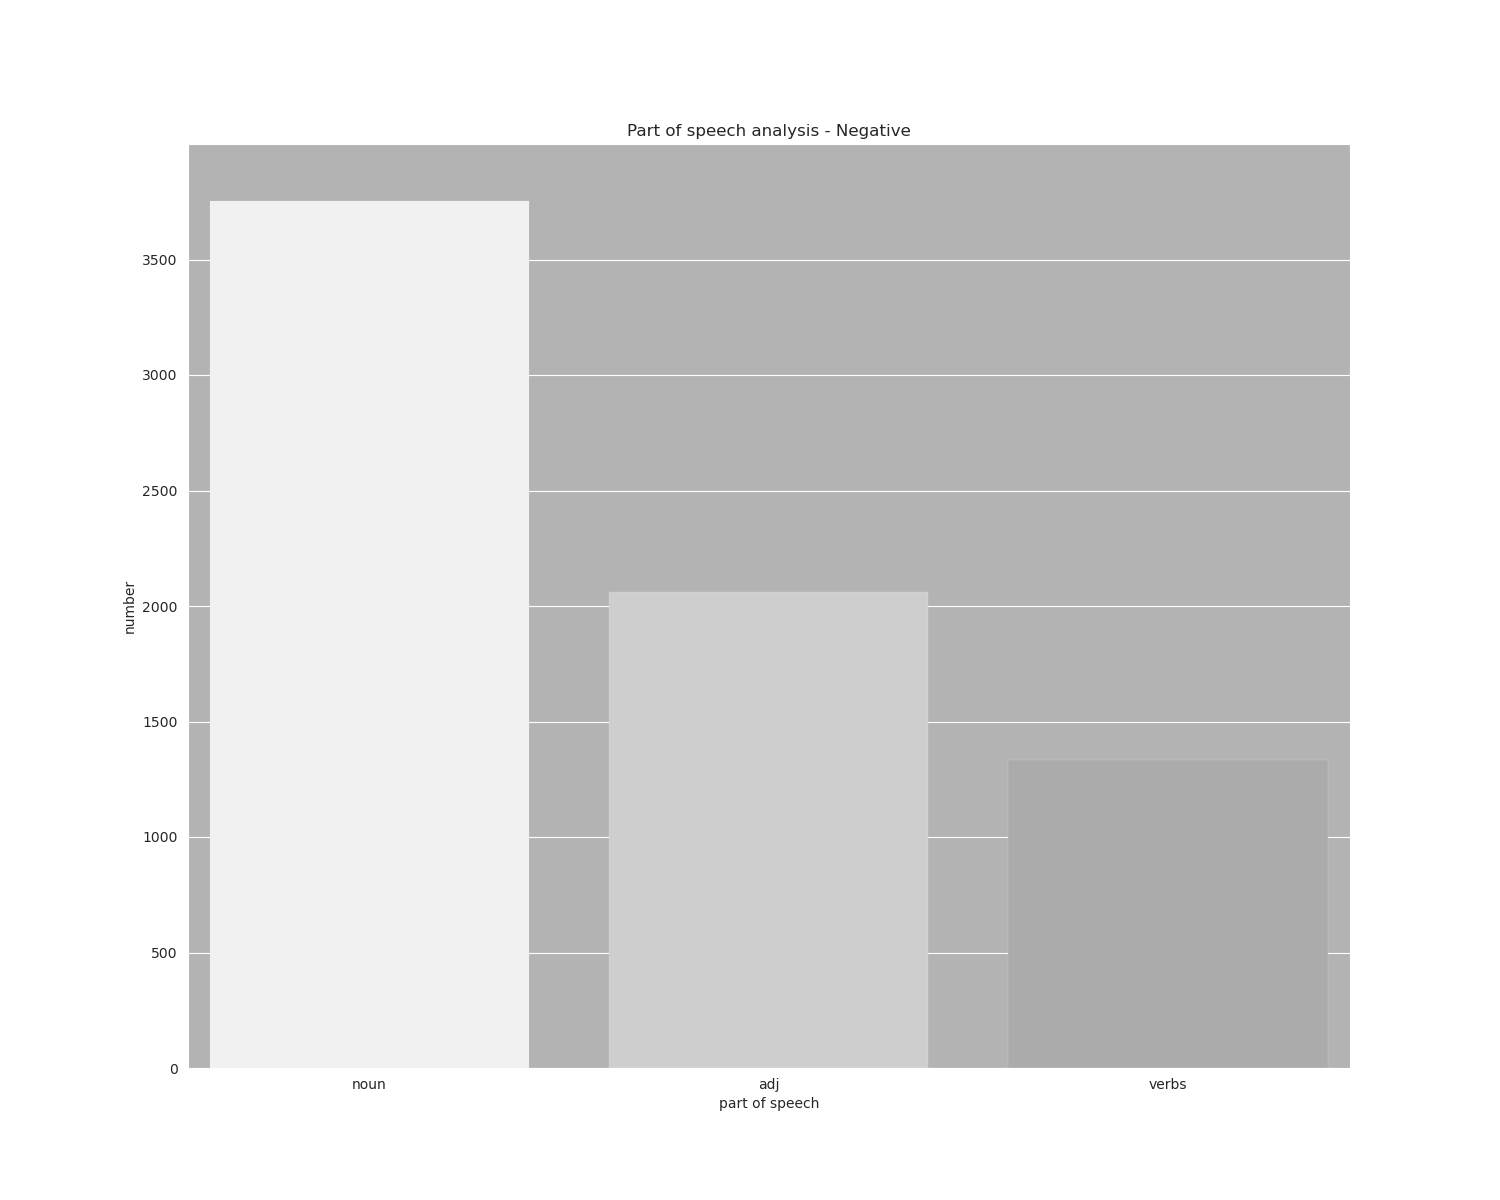 Part of speech analysis - Negative
3500
3000
2500
2000
1500
1000
500
0
number
noun adj verbs
part of speech